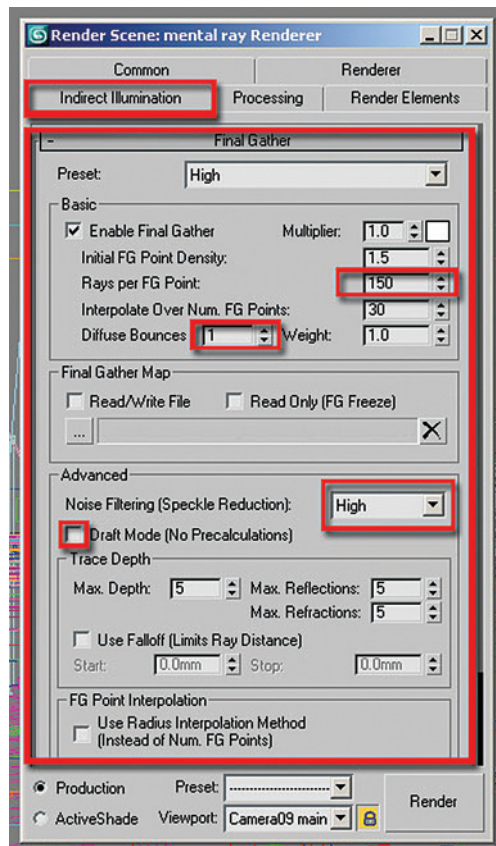 Render Scene: mental ray Renderer
Common Renderer
Indirect Illumination Processing Render Elements
- Final Gather
Preset: High
Basic
Enable Final Gather Multiplier: 1.0
Initial FG Point Density: 1.5
Rays per FG Point: 150
Interpolate Over Num. FG Points: 30
Diffuse Bounces 1 Weight: 1.0
Final Gather Map
Read/Write File Read Only (FG Freeze)
...
Advanced
Noise Filtering (Speckle Reduction): High
Draft Mode (No Precalculations)
Trace Depth
Max. Depth: 5 Max. Reflections: 5
Max. Refractions: 5
Use Falloff (Limits Ray Distance)
Start: 0.0mm Stop: 0.0mm
FG Point Interpolation
Use Radius Interpolation Method
(Instead of Num. FG Points)
Production Preset: -------------------------
Render
ActiveShade Viewport: Camera09 main